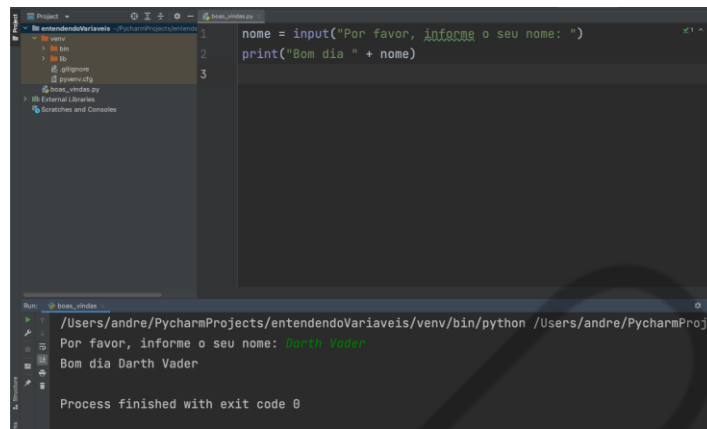 Project
boas_vindas.py
Project
entendendoVariaveis ~/PycharmProjects/entende
venv
bin
lib
.gitignore
pyvenv.cfg
boas_vindas.py
External Libraries
Scratches and Consoles
1 nome = input("Por favor, informe o seu nome: ")
2 print("Bom dia " + nome)
3
1
Run: boas_vindas
/Users/andre/PycharmProjects/entendendoVariaveis/venv/bin/python /Users/andre/PycharmProj
Por favor, informe o seu nome: Darth Vader
Bom dia Darth Vader
Process finished with exit code 0
Structure